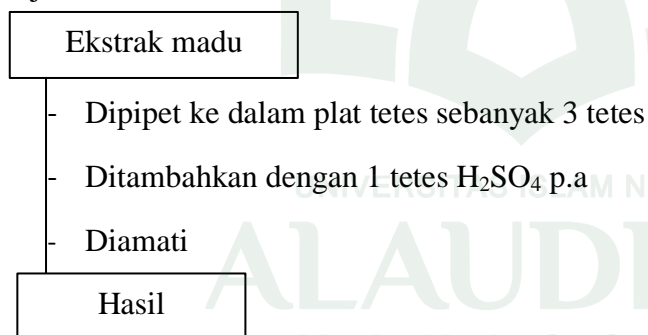 Ekstrak madu
- Dipipet ke dalam plat tetes sebanyak 3 tetes
- Ditambahkan dengan 1 tetes H₂SO₄ p.a
- Diamati
Hasil